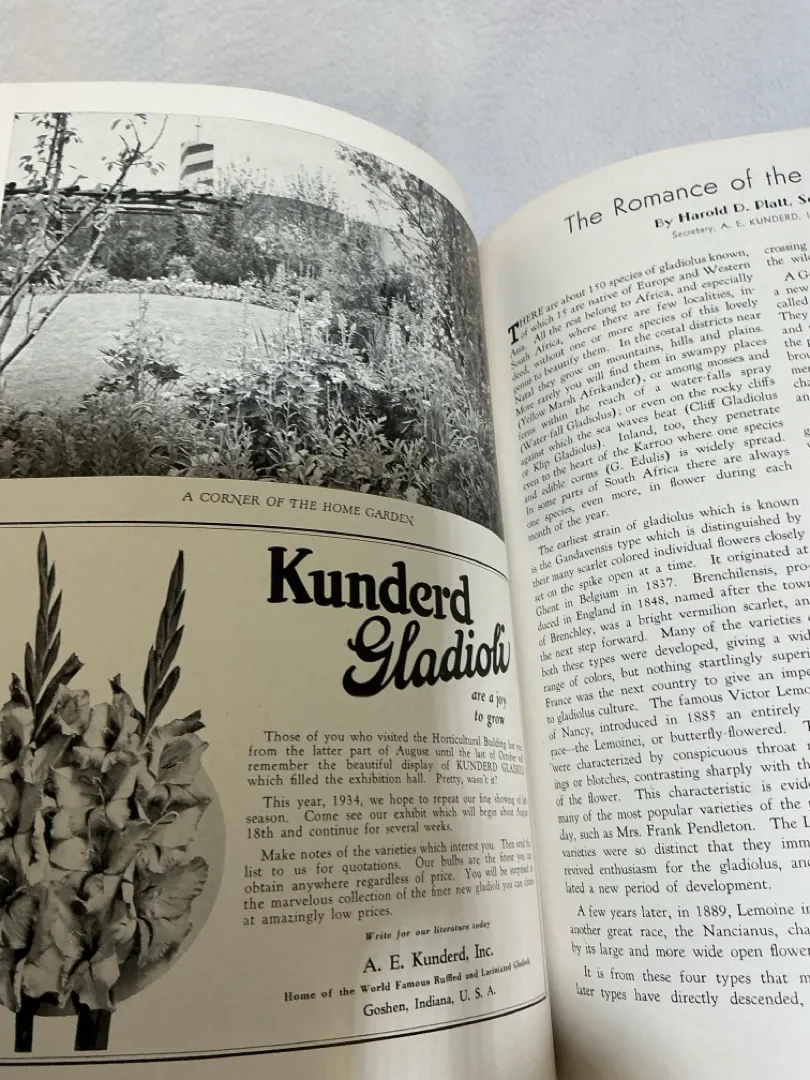 A CORNER OF THE HOME GARDEN
Kunderd
Gladioli
are a joy
to grow
Those of you who visited the Horticultural Building last year
from the latter part of August until the last of October will
remember the beautiful display of KUNDERD GLADIOLI
which filled the exhibition hall. Pretty, wasn't it?
This year, 1934, we hope to repeat our fine showing of last
season. Come see our exhibit which will begin about August
18th and continue for several weeks.
Make notes of the varieties which interest you. Then send the
list to us for quotations. Our bulbs are the finest you can
obtain anywhere regardless of price. You will be surprised at
the marvelous collection of the finer new gladioli you can obtain
at amazingly low prices.
Write for our literature today
A. E. Kunderd, Inc.
Home of the World Famous Ruffled and Laciniated Gladioli
Goshen, Indiana, U. S. A.
The Romance of the
By Harold D. Platt,
Secretary, A. E. KUNDERD,
THERE are about 150 species of gladiolus known,
of which 15 are native of Europe and Western
Asia. All the rest belong to Africa, and especially
South Africa, where there are few localities, in-
deed, without one or more species of this lovely
genus to beautify them. In the costal districts near
Natal they grow on mountains, hills and plains.
More rarely you will find them in swampy places
(Yellow Marsh Afrikander), or among mosses and
ferns within the reach of a water-falls spray
(Water-fall Gladiolus); or even on the rocky cliffs
against which the sea waves beat (Cliff Gladiolus
or Klip Gladiolus). Inland, too, they penetrate
even to the heart of the Karroo where one species
and edible corms (G. Edulis) is widely spread.
In some parts of South Africa there are always
one species, even more, in flower during each
month of the year.
The earliest strain of gladiolus which is known
is the Gandavensis type which is distinguished by
their many scarlet colored individual flowers closely
set on the spike open at a time. It originated at
Ghent in Belgium in 1837. Brenchilensis, pro-
duced in England in 1848, named after the town
of Brenchley, was a bright vermilion scarlet, an
the next step forward. Many of the varieties
both these types were developed, giving a wid
range of colors, but nothing startlingly superi
France was the next country to give an impe
to gladiolus culture. The famous Victor Lemo
of Nancy, introduced in 1885 an entirely
race—the Lemoinei, or butterfly-flowered. T
were characterized by conspicuous throat
ings or blotches, contrasting sharply with th
of the flower. This characteristic is evid
many of the most popular varieties of the
day, such as Mrs. Frank Pendleton. The L
varieties were so distinct that they imm
revived enthusiasm for the gladiolus, and
lated a new period of development.
A few years later, in 1889, Lemoine in
another great race, the Nancianus, cha
by its large and more wide open flower
It is from these four types that m
later types have directly descended,
crossing
the wil
A G
a new
called
They
and
the p
brou
mer
cha
an